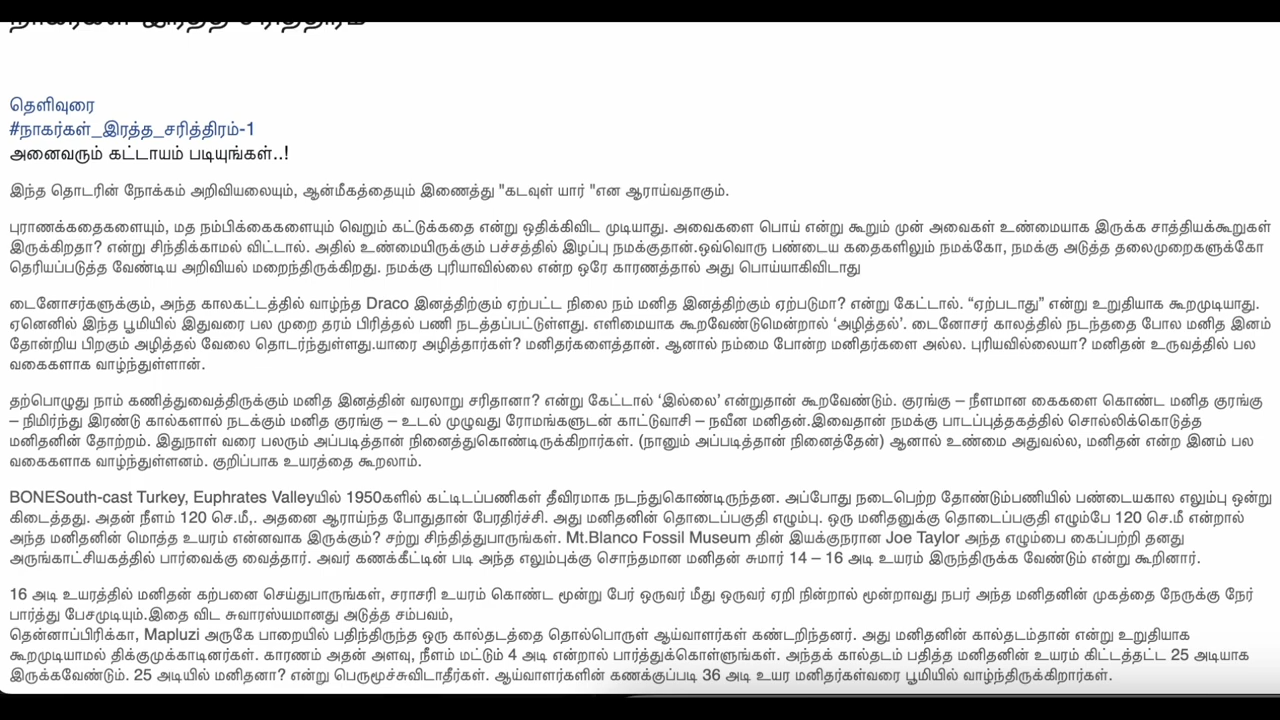 நாகர்கள் இரத்த சரித்திரம்
தெளிவுரை
#நாகர்கள்_இரத்த_சரித்திரம்-1
அனைவரும் கட்டாயம் படியுங்கள்..!
இந்த தொடரின் நோக்கம் அறிவியலையும், ஆன்மீகத்தையும் இணைத்து "கடவுள் யார் "என ஆராய்வதாகும்.
புராணக்கதைகளையும், மத நம்பிக்கைகளையும் வெறும் கட்டுக்கதை என்று ஒதிக்கிவிட முடியாது. அவைகளை பொய் என்று கூறும் முன் அவைகள் உண்மையாக இருக்க சாத்தியக்கூறுகள்
இருக்கிறதா? என்று சிந்திக்காமல் விட்டால். அதில் உண்மையிருக்கும் பச்சத்தில் இழப்பு நமக்குதான்.ஒவ்வொரு பண்டைய கதைகளிலும் நமக்கோ, நமக்கு அடுத்த தலைமுறைகளுக்கோ
தெரியப்படுத்த வேண்டிய அறிவியல் மறைந்திருக்கிறது. நமக்கு புரியாவில்லை என்ற ஒரே காரணத்தால் அது பொய்யாகிவிடாது
டைனோசர்களுக்கும், அந்த காலகட்டத்தில் வாழ்ந்த Draco இனத்திற்கும் ஏற்பட்ட நிலை நம் மனித இனத்திற்கும் ஏற்படுமா? என்று கேட்டால். “ஏற்படாது” என்று உறுதியாக கூறமுடியாது.
ஏனெனில் இந்த பூமியில் இதுவரை பல முறை தரம் பிரித்தல் பணி நடத்தப்பட்டுள்ளது. எளிமையாக கூறவேண்டுமென்றால் ‘அழித்தல்’. டைனோசர் காலத்தில் நடந்ததை போல மனித இனம்
தோன்றிய பிறகும் அழித்தல் வேலை தொடர்ந்துள்ளது.யாரை அழித்தார்கள்? மனிதர்களைத்தான். ஆனால் நம்மை போன்ற மனிதர்களை அல்ல. புரியவில்லையா? மனிதன் உருவத்தில் பல
வகைகளாக வாழ்ந்துள்ளான்.
தற்பொழுது நாம் கணித்துவைத்திருக்கும் மனித இனத்தின் வரலாறு சரிதானா? என்று கேட்டால் ‘இல்லை’ என்றுதான் கூறவேண்டும். குரங்கு – நீளமான கைகளை கொண்ட மனித குரங்கு
– நிமிர்ந்து இரண்டு கால்களால் நடக்கும் மனித குரங்கு – உடல் முழுவது ரோமங்களுடன் காட்டுவாசி – நவீன மனிதன்.இவைதான் நமக்கு பாடப்புத்தகத்தில் சொல்லிக்கொடுத்த
மனிதனின் தோற்றம். இதுநாள் வரை பலரும் அப்படித்தான் நினைத்துகொண்டிருக்கிறார்கள். (நானும் அப்படித்தான் நினைத்தேன்) ஆனால் உண்மை அதுவல்ல, மனிதன் என்ற இனம் பல
வகைகளாக வாழ்ந்துள்ளனம். குறிப்பாக உயரத்தை கூறலாம்.
BONESouth-cast Turkey, Euphrates Valleyயில் 1950களில் கட்டிடப்பணிகள் தீவிரமாக நடந்துகொண்டிருந்தன. அப்போது நடைபெற்ற தோண்டும்பணியில் பண்டையகால எலும்பு ஒன்று
கிடைத்தது. அதன் நீளம் 120 செ.மீ,. அதனை ஆராய்ந்த போதுதான் பேரதிர்ச்சி. அது மனிதனின் தொடைப்பகுதி எழும்பு. ஒரு மனிதனுக்கு தொடைப்பகுதி எழும்பே 120 செ.மீ என்றால்
அந்த மனிதனின் மொத்த உயரம் என்னவாக இருக்கும்? சற்று சிந்தித்துபாருங்கள். Mt.Blanco Fossil Museum தின் இயக்குநரான Joe Taylor அந்த எழும்பை கைப்பற்றி தனது
அருங்காட்சியகத்தில் பார்வைக்கு வைத்தார். அவர் கணக்கீட்டின் படி அந்த எலும்புக்கு சொந்தமான மனிதன் சுமார் 14 – 16 அடி உயரம் இருந்திருக்க வேண்டும் என்று கூறினார்.
16 அடி உயரத்தில் மனிதன் கற்பனை செய்துபாருங்கள், சராசரி உயரம் கொண்ட மூன்று பேர் ஒருவர் மீது ஒருவர் ஏறி நின்றால் மூன்றாவது நபர் அந்த மனிதனின் முகத்தை நேருக்கு நேர்
பார்த்து பேசமுடியும்.இதை விட சுவாரஸ்யமானது அடுத்த சம்பவம்,
தென்னாப்பிரிக்கா, Mapluzi அருகே பாறையில் பதிந்திருந்த ஒரு கால்தடத்தை தொல்பொருள் ஆய்வாளர்கள் கண்டறிந்தனர். அது மனிதனின் கால்தடம்தான் என்று உறுதியாக
கூறமுடியாமல் திக்குமுக்காடினர்கள். காரணம் அதன் அளவு, நீளம் மட்டும் 4 அடி என்றால் பார்த்துக்கொள்ளுங்கள். அந்தக் கால்தடம் பதித்த மனிதனின் உயரம் கிட்டத்தட்ட 25 அடியாக
இருக்கவேண்டும். 25 அடியில் மனிதனா? என்று பெருமூச்சுவிடாதீர்கள். ஆய்வாளர்களின் கணக்குப்படி 36 அடி உயர மனிதர்கள்வரை பூமியில் வாழ்ந்திருக்கிறார்கள்.